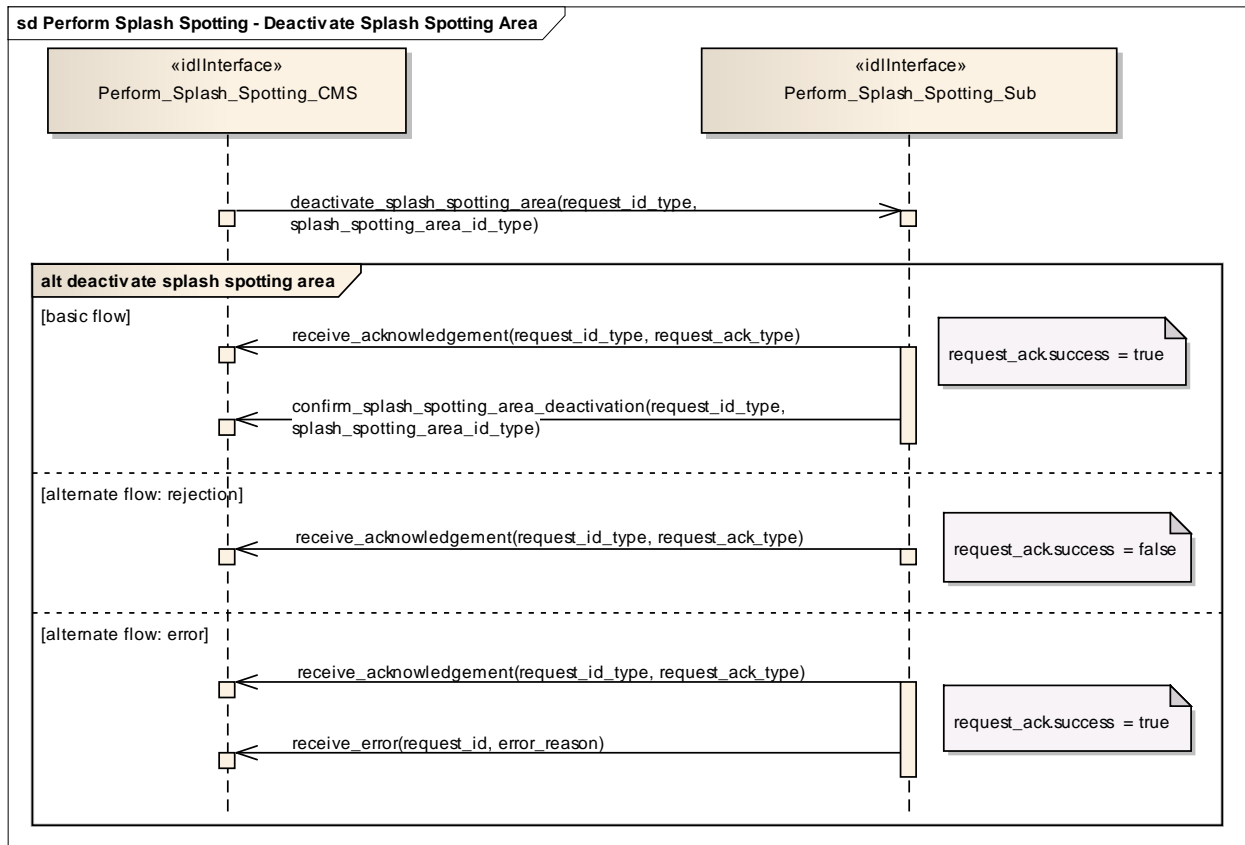 sd Perform Splash Spotting - Deactivate Splash Spotting Area
«idlInterface»
Perform_Splash_Spotting_CMS
«idlInterface»
Perform_Splash_Spotting_Sub
deactivate_splash_spotting_area(request_id_type,
splash_spotting_area_id_type)
alt deactivate splash spotting area
[basic flow]
receive_acknowledgement(request_id_type, request_ack_type)
request_ack.success = true
confirm_splash_spotting_area_deactivation(request_id_type,
splash_spotting_area_id_type)
[alternate flow: rejection]
receive_acknowledgement(request_id_type, request_ack_type)
request_ack.success = false
[alternate flow: error]
receive_acknowledgement(request_id_type, request_ack_type)
request_ack.success = true
receive_error(request_id, error_reason)